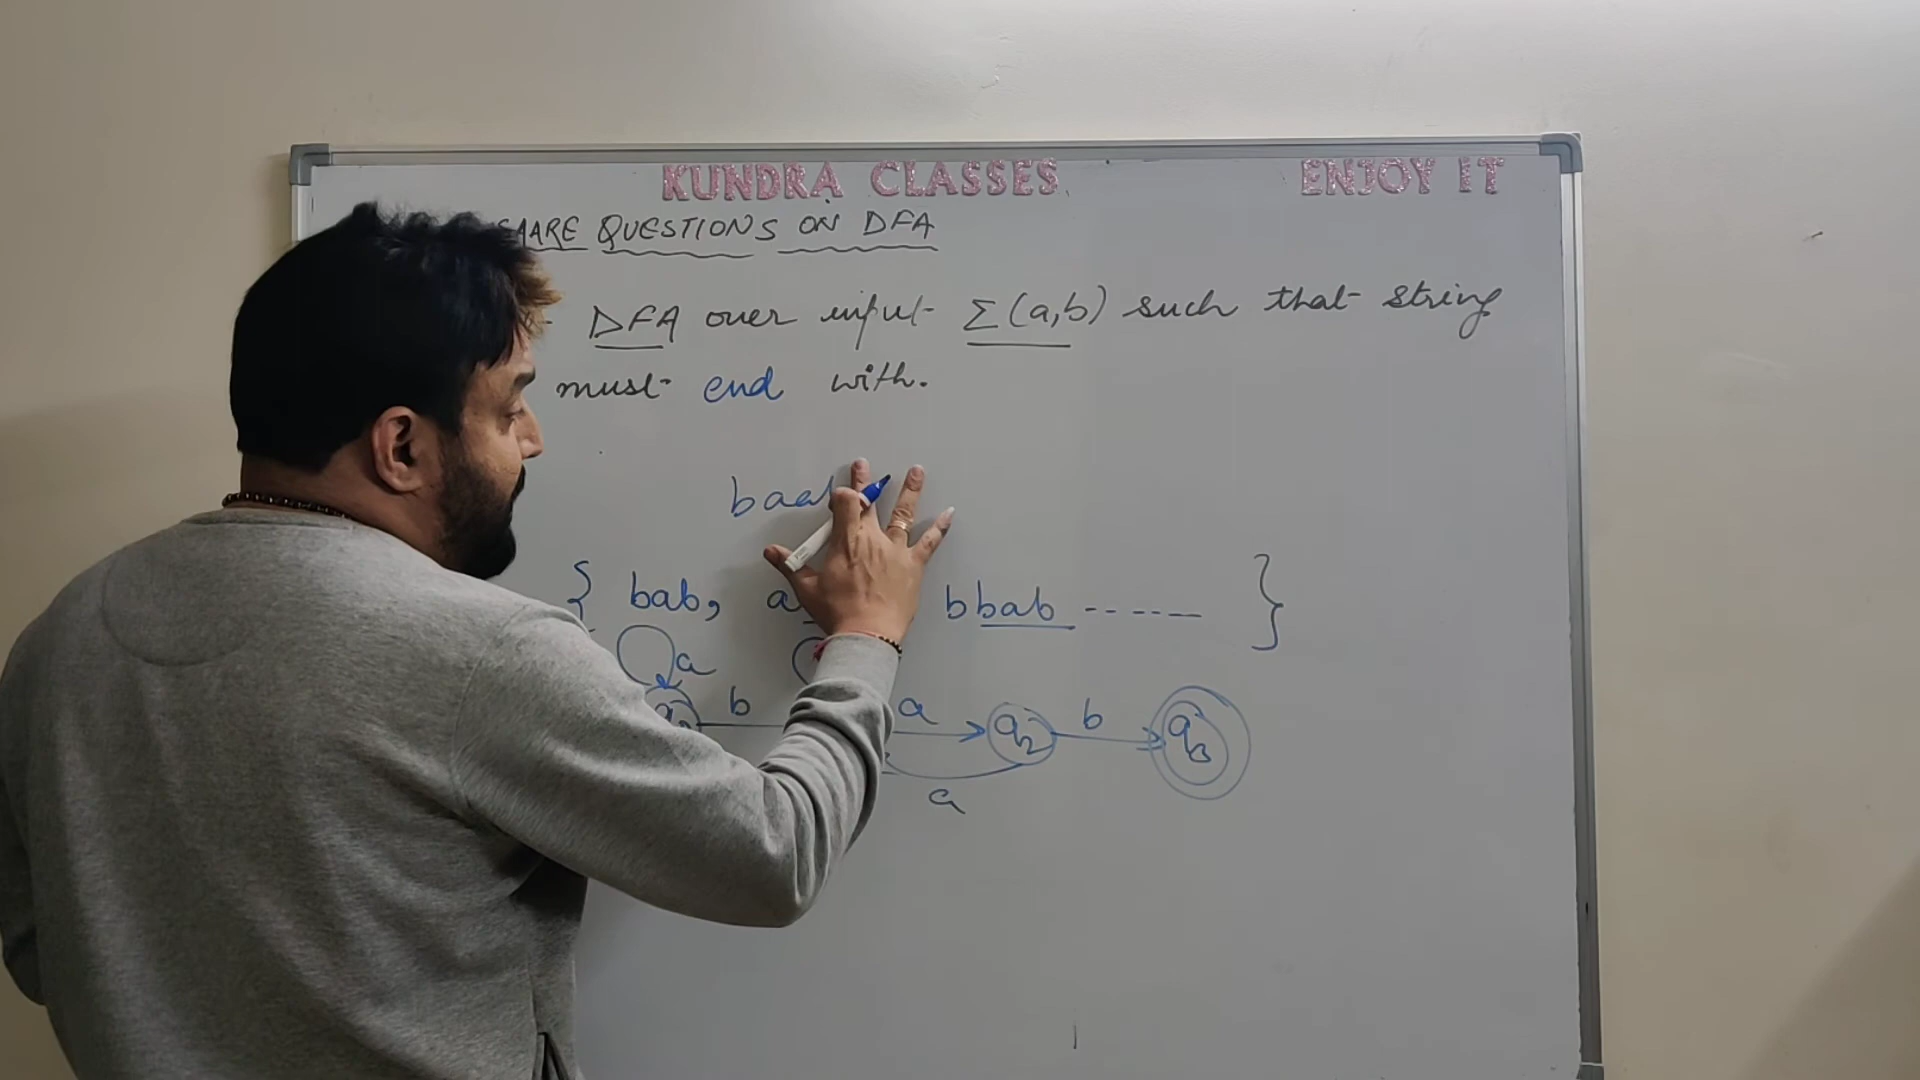 KUNDRA CLASSES ENJOY IT
SAARE QUESTIONS ON DFA
DFA over input Σ(a,b) such that string
must end with.
baa
{ bab, a bbab ------ }
a
b a q2 b q3
a